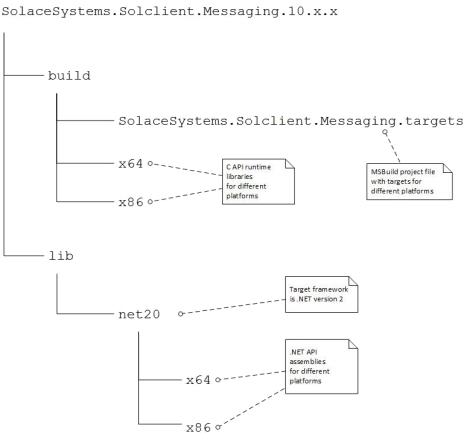 SolaceSystems.Solclient.Messaging.10.x.x
build
SolaceSystems.Solclient.Messaging.targets
x64
C API runtime
libraries
for different
platforms
MSBuild project file
with targets for
different platforms
x86
lib
Target framework
is .NET version 2
net20
.NET API
assemblies
for different
platforms
x64
x86